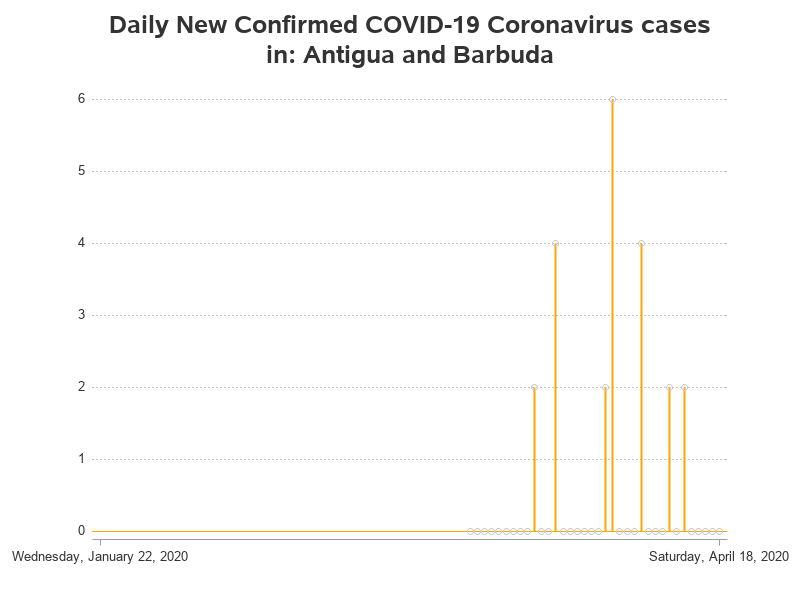 Daily New Confirmed COVID-19 Coronavirus cases
in: Antigua and Barbuda
6
5
4
3
2
1
0
Wednesday, January 22, 2020
Saturday, April 18, 2020